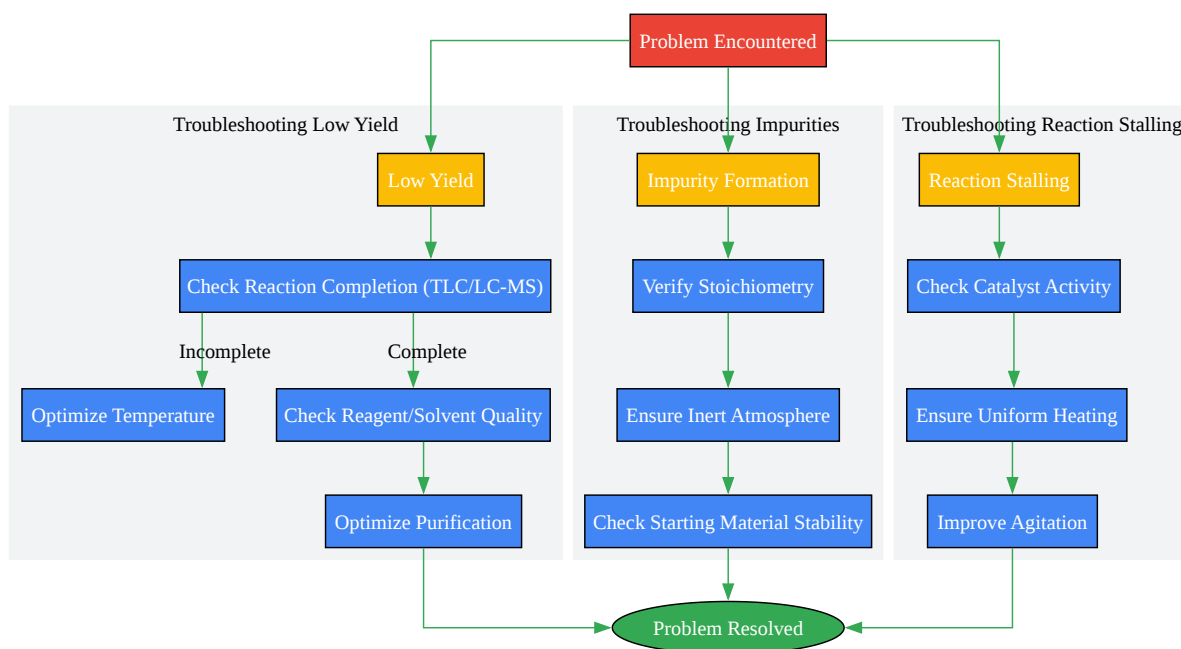 Problem Encountered
Troubleshooting Low Yield
Troubleshooting Impurities
Troubleshooting Reaction Stalling
Low Yield
Impurity Formation
Reaction Stalling
Check Reaction Completion (TLC/LC-MS)
Verify Stoichiometry
Check Catalyst Activity
Incomplete
Complete
Optimize Temperature
Check Reagent/Solvent Quality
Ensure Inert Atmosphere
Ensure Uniform Heating
Optimize Purification
Check Starting Material Stability
Improve Agitation
Problem Resolved